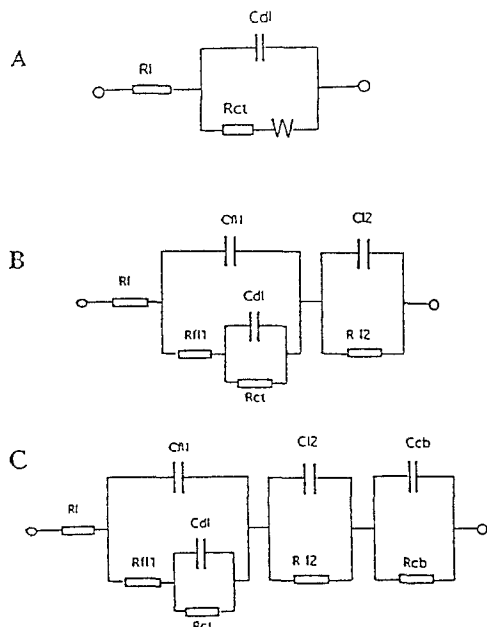 Cdl
A
Rl
Rct W
Cfl1 Cl2
B
Rl Cdl
Rfl1 R l2
Rct
C
Cfl1 Cl2 Ccb
Rl Cdl
Rfl1 R l2 Rcb
Rct